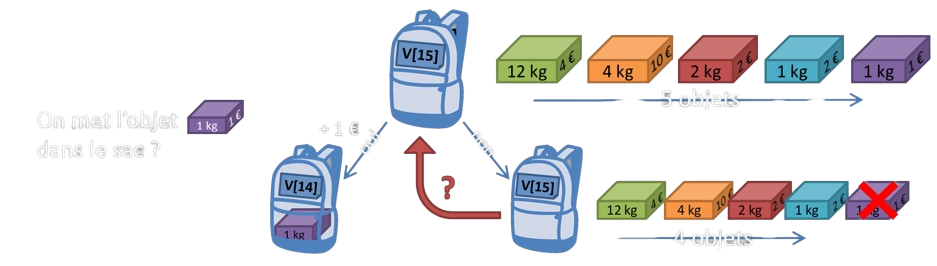 V[15]
12 kg 4 €
4 kg 10 €
2 kg 2 €
1 kg 2 €
1 kg 1 €
5 objets
On met l'objet 1 kg 1 €
dans le sac ?
+ 1 €
oui
non
V[14]
1 kg
?
V[15]
12 kg 4 €
4 kg 10 €
2 kg 2 €
1 kg 2 €
1 kg 1 €
4 objets